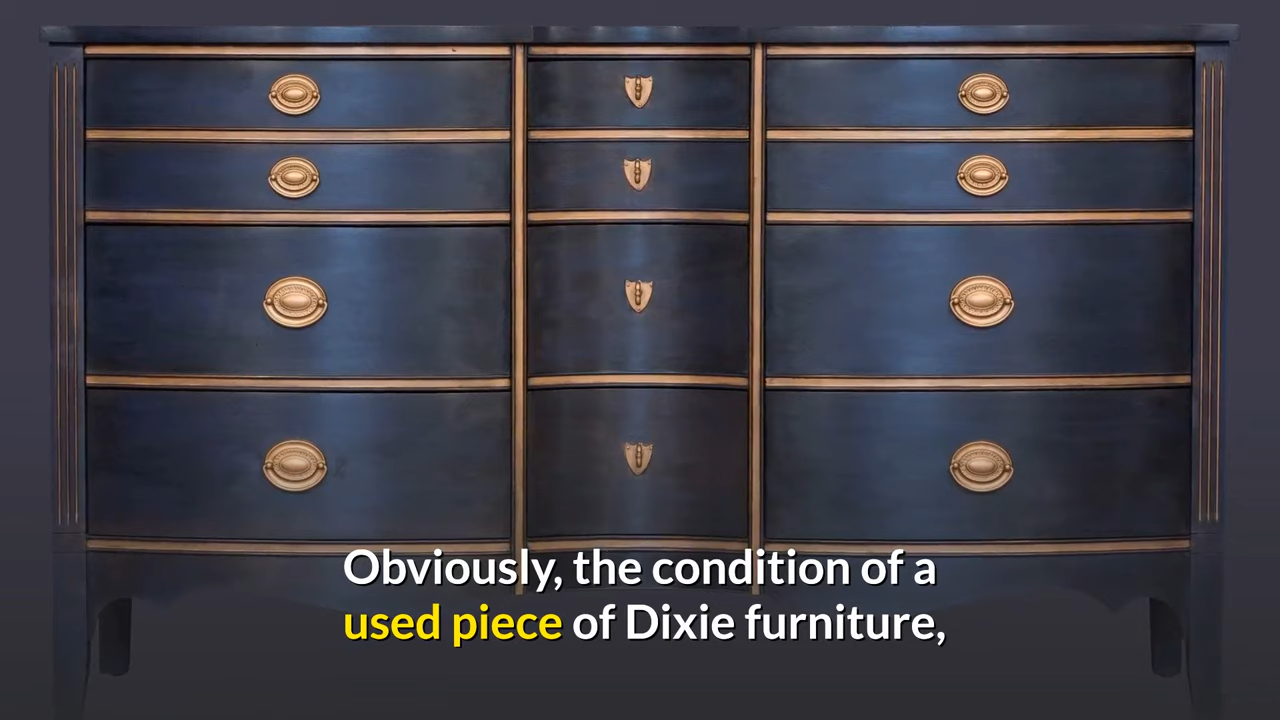 Obviously, the condition of a
used piece of Dixie furniture,